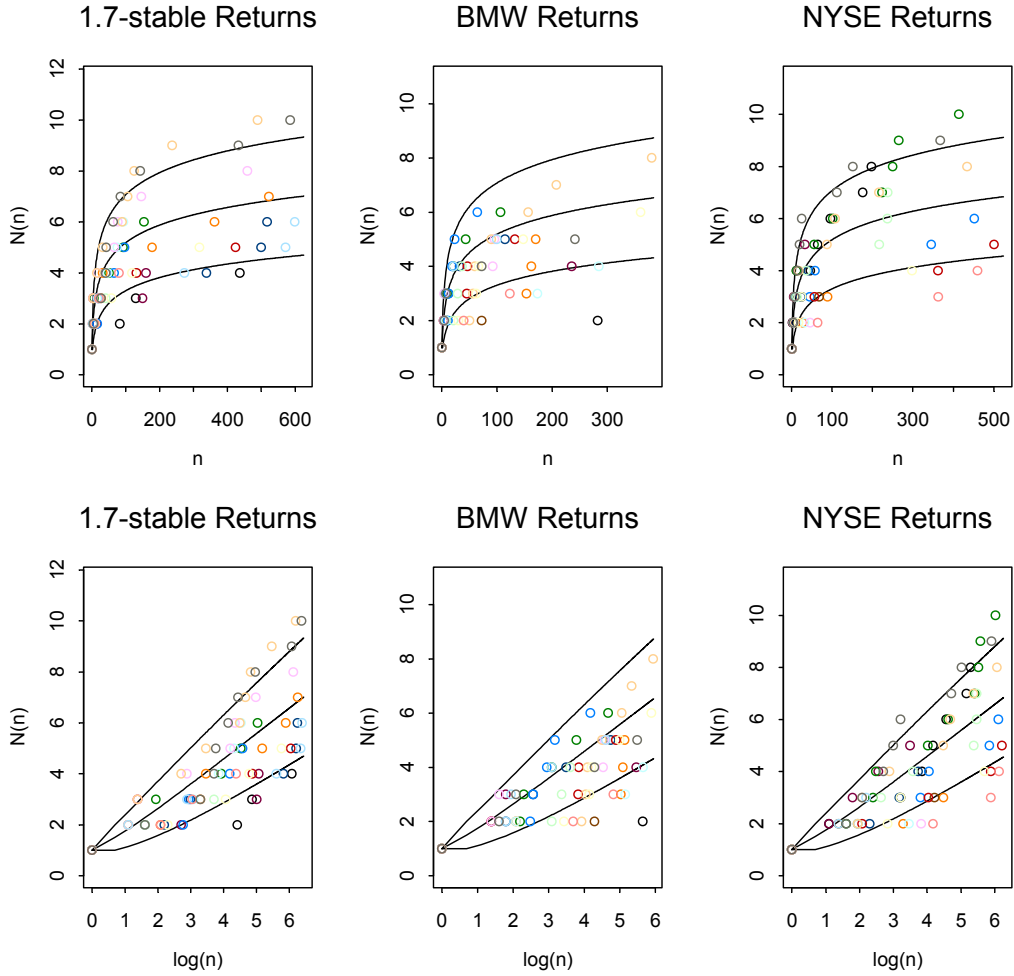 1.7-stable Returns
BMW Returns
NYSE Returns
N(n)
0 2 4 6 8 10 12
0 200 400 600
n
N(n)
0 2 4 6 8 10
0 100 200 300
n
N(n)
0 2 4 6 8 10
0 100 300 500
n
1.7-stable Returns
BMW Returns
NYSE Returns
N(n)
0 2 4 6 8 10 12
0 1 2 3 4 5 6
log(n)
N(n)
0 2 4 6 8 10
0 1 2 3 4 5 6
log(n)
N(n)
0 2 4 6 8 10
0 1 2 3 4 5 6
log(n)